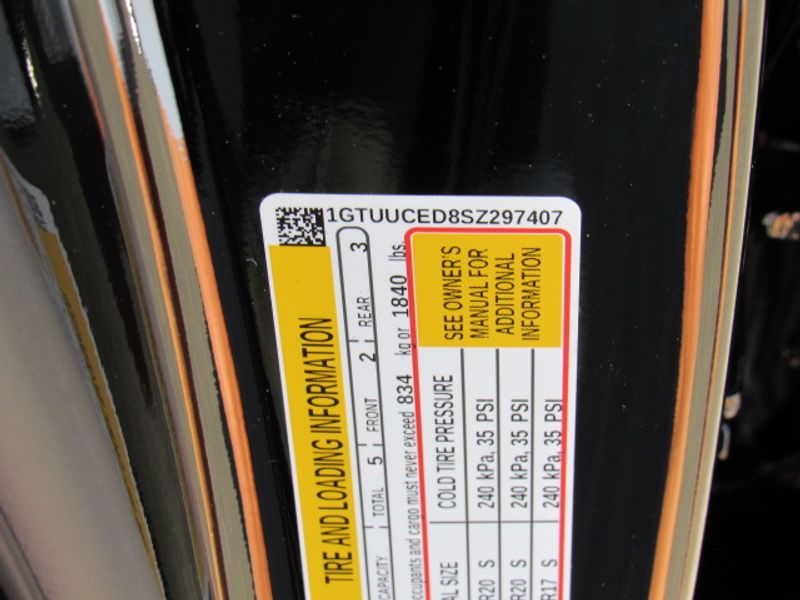 1GTUUCED8SZ297407
TIRE AND LOADING INFORMATION
CAPACITY TOTAL 5 FRONT 2 REAR 3
occupants and cargo must never exceed 834 kg or 1840 lbs.
SIZE COLD TIRE PRESSURE
R20 S 240 kPa, 35 PSI
R20 S 240 kPa, 35 PSI
R17 S 240 kPa, 35 PSI
SEE OWNER'S
MANUAL FOR
ADDITIONAL
INFORMATION